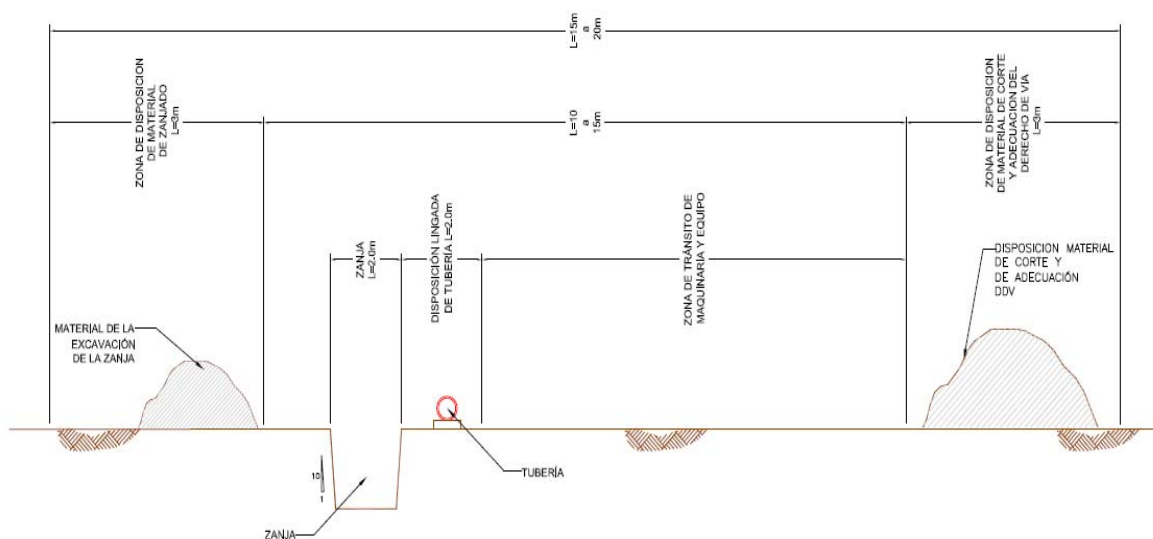 L=15m
a
20m
ZONA DE DISPOSICION
DE MATERIAL
DE ZANJADO
L=3m
L=10
a
15m
ZONA DE DISPOSICION
DE MATERIAL DE CORTE
Y ADECUACION DEL
DERECHO DE VIA
L=3m
ZANJA
L=2.0m
DISPOSICIÓN LINGADA
DE TUBERÍA L=2.0m
ZONA DE TRÁNSITO DE
MAQUINARIA Y EQUIPO
DISPOSICION MATERIAL
DE CORTE Y
DE ADECUACIÓN
DDV
MATERIAL DE LA
EXCAVACIÓN
DE LA ZANJA
10
1
TUBERÍA
ZANJA